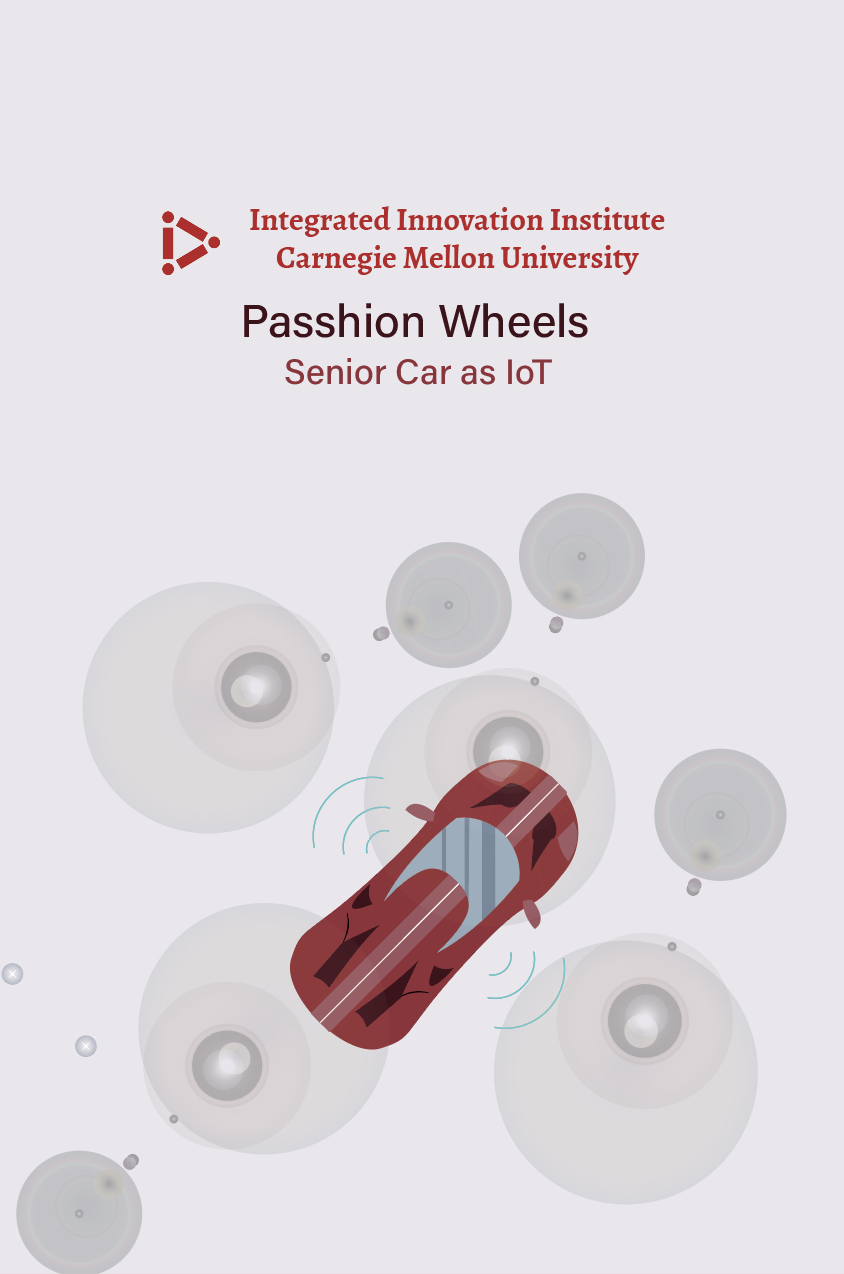 Integrated Innovation Institute
Carnegie Mellon University
Passhion Wheels
Senior Car as IoT